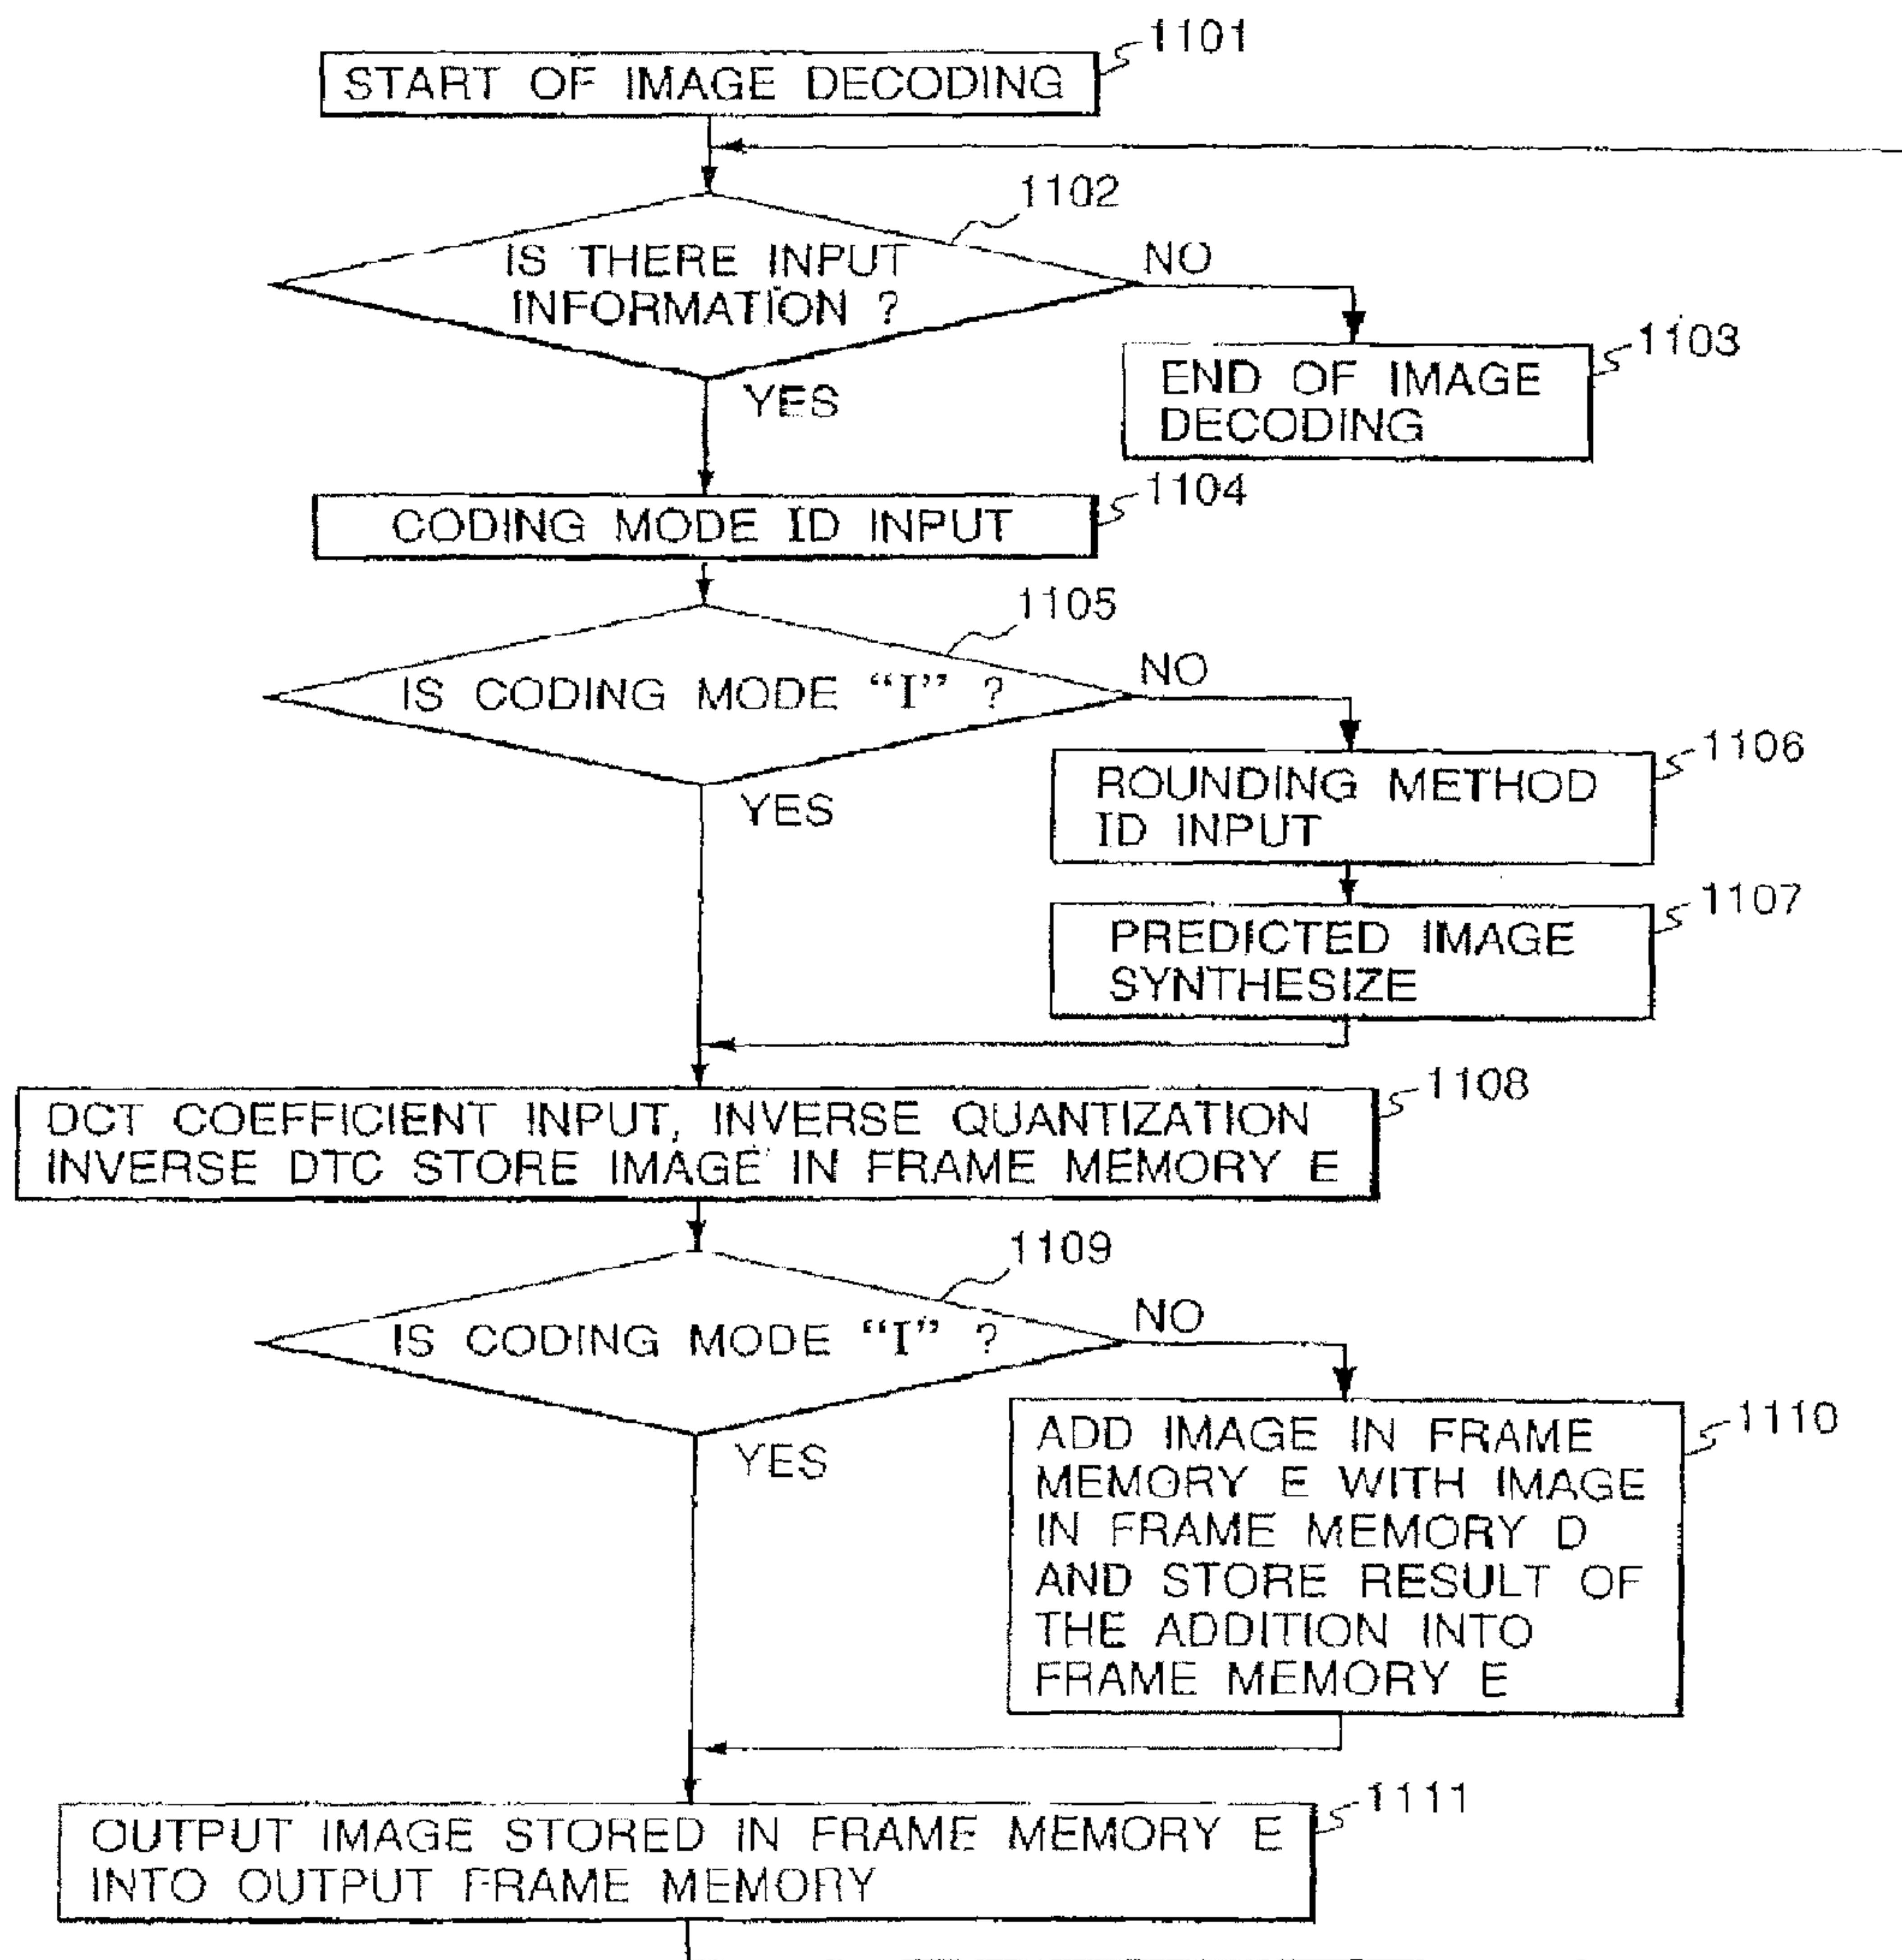 1101
START OF IMAGE DECODING
1102
IS THERE INPUT
INFORMATION ?
NO
YES
1103
END OF IMAGE
DECODING
1104
CODING MODE ID INPUT
1105
IS CODING MODE “I” ?
NO
YES
1106
ROUNDING METHOD
ID INPUT
1107
PREDICTED IMAGE
SYNTHESIZE
1108
DCT COEFFICIENT INPUT, INVERSE QUANTIZATION
INVERSE DTC STORE IMAGE IN FRAME MEMORY E
1109
IS CODING MODE “I” ?
NO
YES
1110
ADD IMAGE IN FRAME
MEMORY E WITH IMAGE
IN FRAME MEMORY D
AND STORE RESULT OF
THE ADDITION INTO
FRAME MEMORY E
1111
OUTPUT IMAGE STORED IN FRAME MEMORY E
INTO OUTPUT FRAME MEMORY